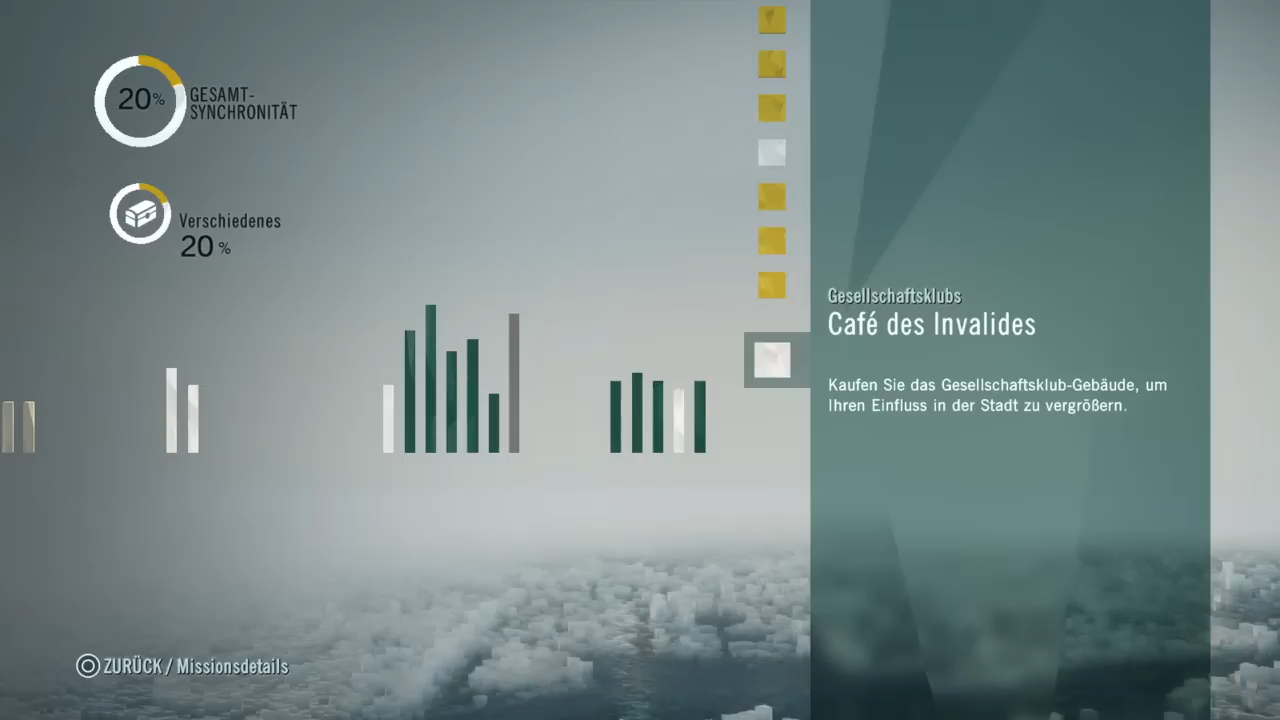 20%
GESAMT-
SYNCHRONITÄT
Verschiedenes
20 %
Gesellschaftsklubs
Café des Invalides
Kaufen Sie das Gesellschaftsklub-Gebäude, um
Ihren Einfluss in der Stadt zu vergrößern.
ZURÜCK / Missionsdetails